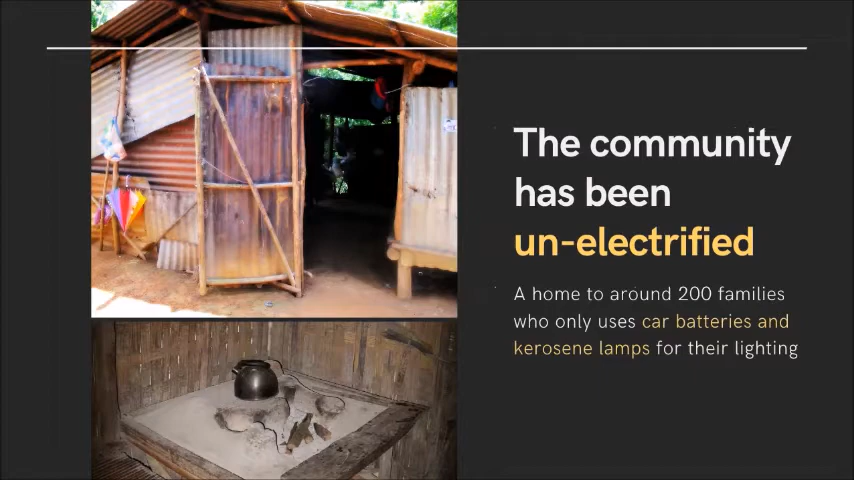 The community
has been
un-electrified
A home to around 200 families
who only uses car batteries and
kerosene lamps for their lighting